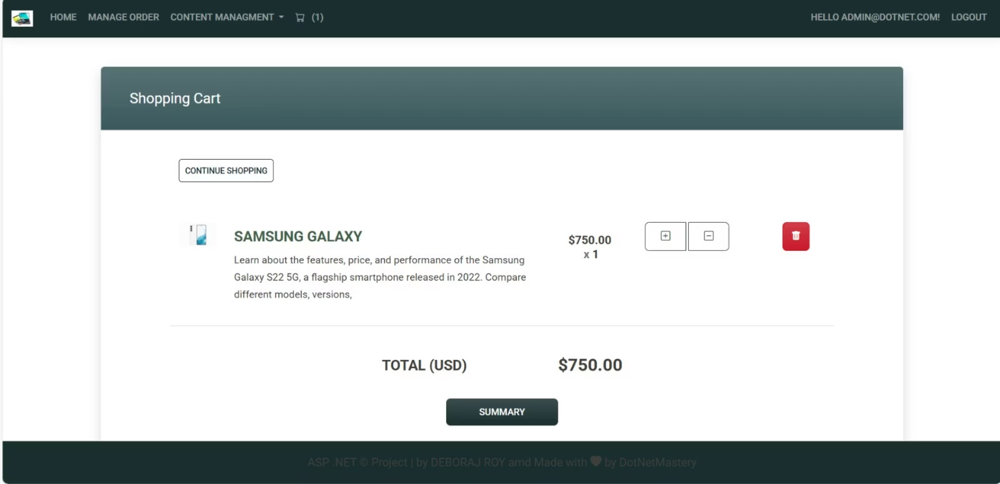 HOME MANAGE ORDER CONTENT MANAGMENT (1) HELLO ADMIN@DOTNET.COM! LOGOUT
Shopping Cart
CONTINUE SHOPPING
SAMSUNG GALAXY
Learn about the features, price, and performance of the Samsung
Galaxy S22 5G, a flagship smartphone released in 2022. Compare
different models, versions,
$750.00
x 1
TOTAL (USD) $750.00
SUMMARY
ASP .NET © Project | by DEBORAJ ROY amd Made with ♥ by DotNetMastery